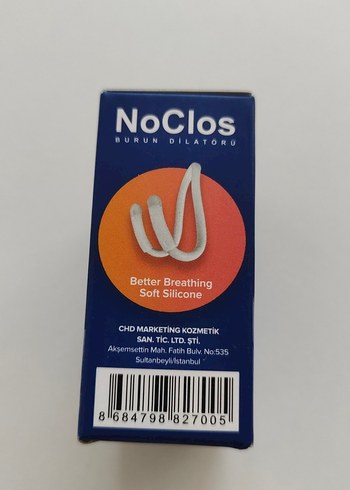 NoClos
BURUN DİLATÖRÜ
Better Breathing
Soft Silicone
CHD MARKETİNG KOZMETİK
SAN. TİC. LTD. ŞTİ.
Akşemsettin Mah. Fatih Bulv. No:535
Sultanbeyli/İstanbul
8 684798 827005